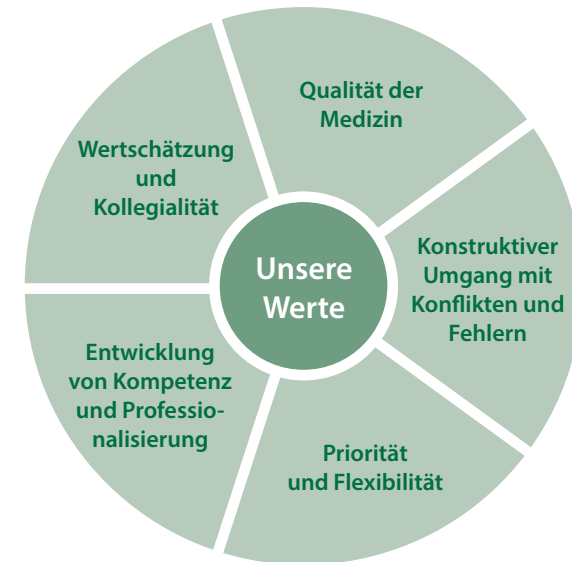 Qualität der
Medizin
Wertschätzung
und
Kollegialität
Konstruktiver
Umgang mit
Konflikten und
Fehlern
Unsere
Werte
Entwicklung
von Kompetenz
und Professio-
nalisierung
Priorität
und Flexibilität